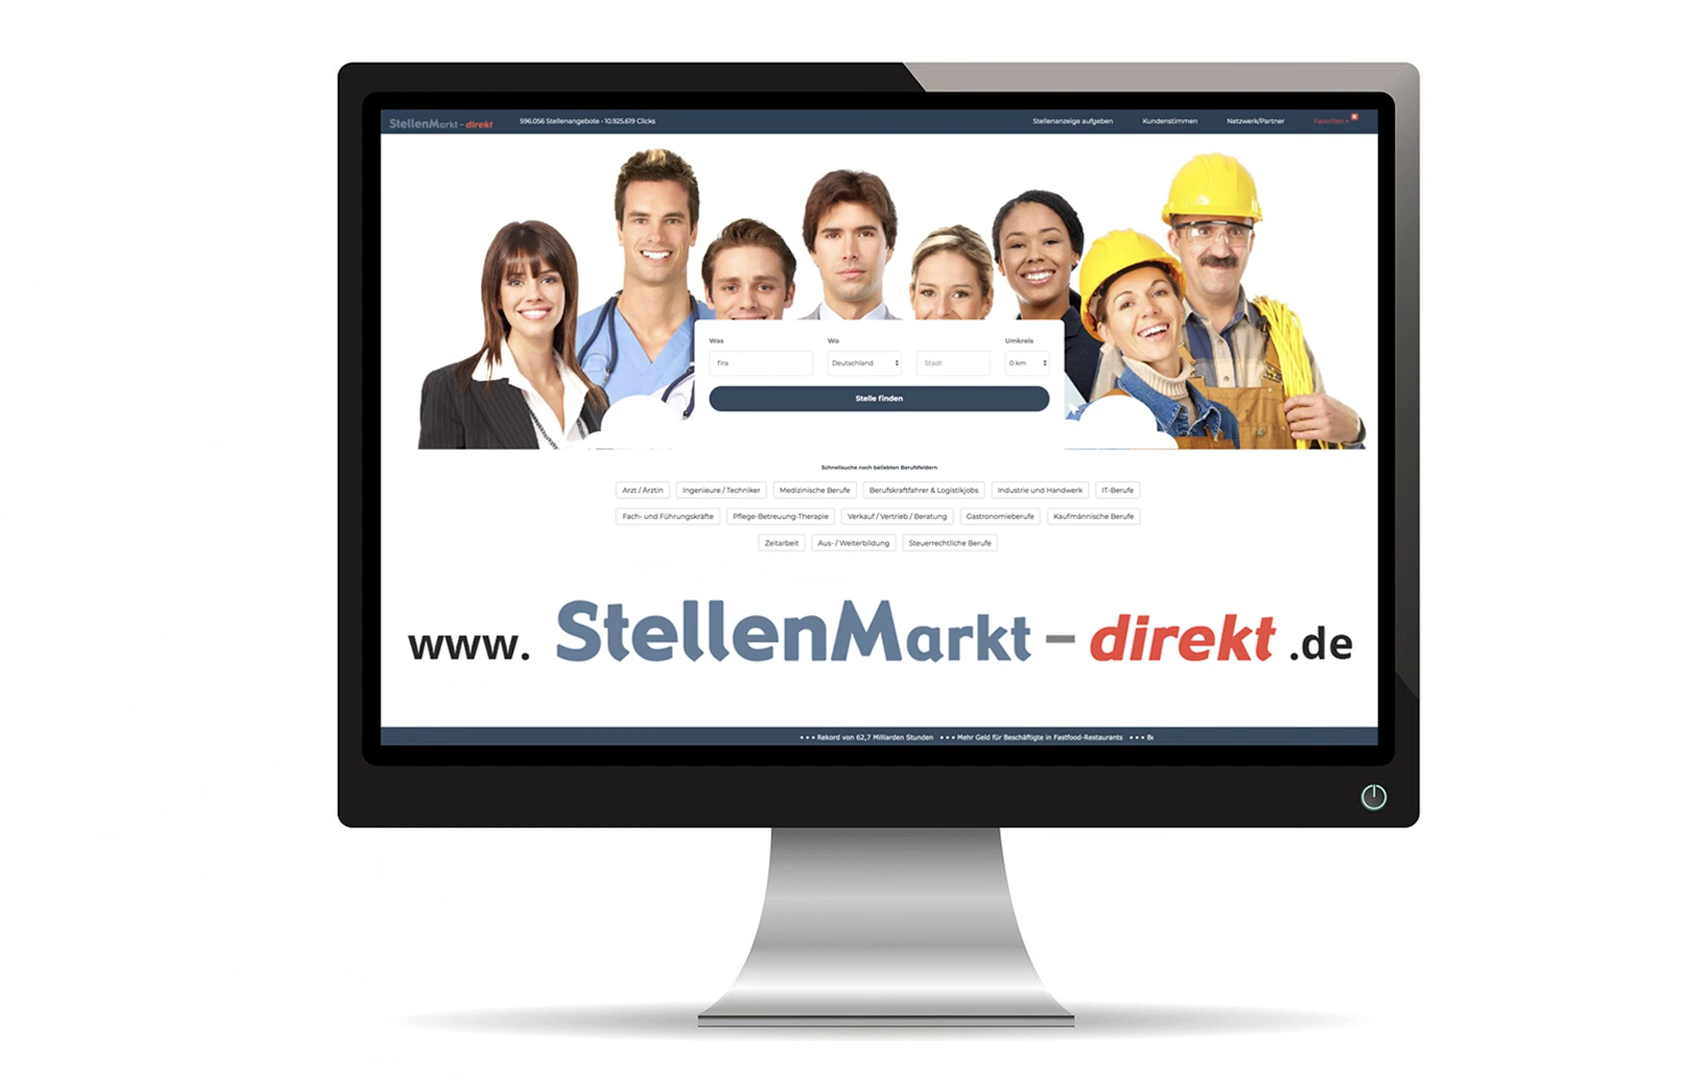 StellenMarkt - direkt 596.056 Stellenangebote - 10.925.619 Clicks Stellenanzeige aufgeben Kundenstimmen Netzwerk/Partner Favoriten
Was Wo Umkreis
fira Deutschland Stadt 0 km
Stelle finden
Schnellsuche nach beliebten Berufsfeldern
Arzt / Ärztin Ingenieure / Techniker Medizinische Berufe Berufskraftfahrer & Logistikjobs Industrie und Handwerk IT-Berufe
Fach- und Führungskräfte Pflege-Betreuung-Therapie Verkauf / Vertrieb / Beratung Gastronomieberufe Kaufmännische Berufe
Zeitarbeit Aus- / Weiterbildung Steuerrechtliche Berufe
www. StellenMarkt - direkt .de
• • • Rekord von 62,7 Milliarden Stunden • • • Mehr Geld für Beschäftigte in Fastfood-Restaurants • • •